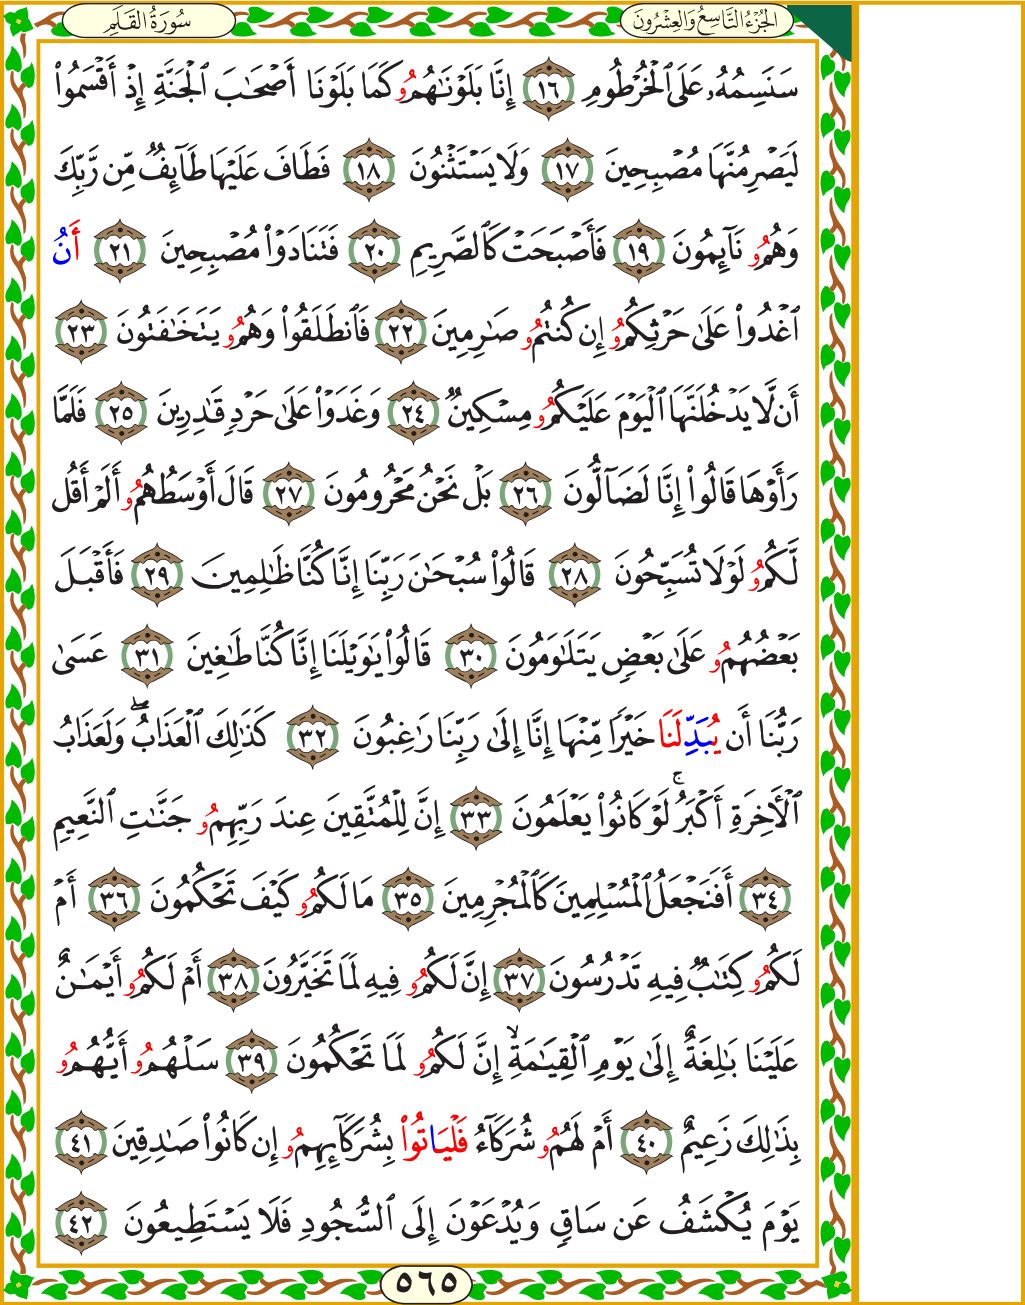 الجُزْءُ التَّاسِعُ وَالعِشْرُونَ
سُورَةُ القَلَمِ
سَنَسِمُهُۥ عَلَى ٱلْخُرْطُومِ ١٦ إِنَّا بَلَوْنَٰهُمُو كَمَا بَلَوْنَا أَصْحَٰبَ ٱلْجَنَّةِ إِذْ أَقْسَمُوا۟
لَيَصْرِمُنَّهَا مُصْبِحِينَ ١٧ وَلَا يَسْتَثْنُونَ ١٨ فَطَافَ عَلَيْهَا طَآئِفٌ مِّن رَّبِّكَ
وَهُمُو نَآئِمُونَ ١٩ فَأَصْبَحَتْ كَٱلصَّرِيمِ ٢٠ فَتَنَادَوْا۟ مُصْبِحِينَ ٢١ أَنُ
ٱغْدُوا۟ عَلَىٰ حَرْثِكُمُو إِن كُنتُمُو صَٰرِمِينَ ٢٢ فَٱنطَلَقُوا۟ وَهُمُو يَتَخَٰفَتُونَ ٢٣
أَن لَّا يَدْخُلَنَّهَا ٱلْيَوْمَ عَلَيْكُمُو مِسْكِينٌ ٢٤ وَغَدَوْا۟ عَلَىٰ حَرْدٍ قَٰدِرِينَ ٢٥ فَلَمَّا
رَأَوْهَا قَالُوٓا۟ إِنَّا لَضَآلُّونَ ٢٦ بَلْ نَحْنُ مَحْرُومُونَ ٢٧ قَالَ أَوْسَطُهُمُو أَلَمْ أَقُل
لَّكُمُو لَوْلَا تُسَبِّحُونَ ٢٨ قَالُوا۟ سُبْحَٰنَ رَبِّنَا إِنَّا كُنَّا ظَٰلِمِينَ ٢٩ فَأَقْبَلَ
بَعْضُهُمُو عَلَىٰ بَعْضٍ يَتَلَٰوَمُونَ ٣٠ قَالُوا۟ يَٰوَيْلَنَا إِنَّا كُنَّا طَٰغِينَ ٣١ عَسَىٰ
رَبُّنَا أَن يُبَدِّلَنَا خَيْرًا مِّنْهَا إِنَّا إِلَىٰ رَبِّنَا رَٰغِبُونَ ٣٢ كَذَٰلِكَ ٱلْعَذَابُ ۖ وَلَعَذَابُ
ٱلْأٓخِرَةِ أَكْبَرُ ۚ لَوْ كَانُوا۟ يَعْلَمُونَ ٣٣ إِنَّ لِلْمُتَّقِينَ عِندَ رَبِّهِمُو جَنَّٰتِ ٱلنَّعِيمِ
٣٤ أَفَنَجْعَلُ ٱلْمُسْلِمِينَ كَٱلْمُجْرِمِينَ ٣٥ مَا لَكُمُو كَيْفَ تَحْكُمُونَ ٣٦ أَمْ
لَكُمُو كِتَٰبٌ فِيهِ تَدْرُسُونَ ٣٧ إِنَّ لَكُمُو فِيهِ لَمَا تَخَيَّرُونَ ٣٨ أَمْ لَكُمُو أَيْمَٰنٌ
عَلَيْنَا بَٰلِغَةٌ إِلَىٰ يَوْمِ ٱلْقِيَٰمَةِ ۙ إِنَّ لَكُمُو لَمَا تَحْكُمُونَ ٣٩ سَلْهُمُو أَيُّهُمُو
بِذَٰلِكَ زَعِيمٌ ٤٠ أَمْ لَهُمُو شُرَكَآءُ فَلْيَاتُوا۟ بِشُرَكَآئِهِمُو إِن كَانُوا۟ صَٰدِقِينَ ٤١
يَوْمَ يُكْشَفُ عَن سَاقٍ وَيُدْعَوْنَ إِلَى ٱلسُّجُودِ فَلَا يَسْتَطِيعُونَ ٤٢
٥٦٥